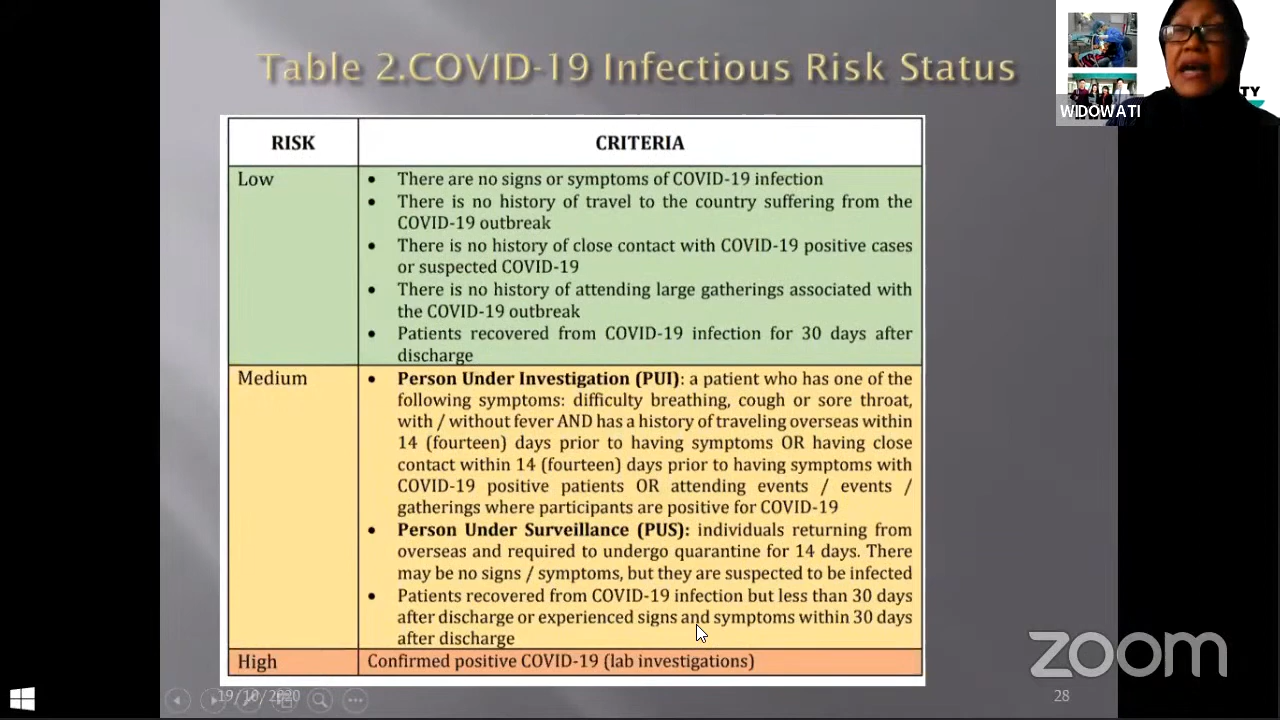 Table 2.COVID-19 Infectious Risk Status
RISK
CRITERIA
Low
• There are no signs or symptoms of COVID-19 infection
• There is no history of travel to the country suffering from the
COVID-19 outbreak
• There is no history of close contact with COVID-19 positive cases
or suspected COVID-19
• There is no history of attending large gatherings associated with
the COVID-19 outbreak
• Patients recovered from COVID-19 infection for 30 days after
discharge
Medium
• Person Under Investigation (PUI): a patient who has one of the
following symptoms: difficulty breathing, cough or sore throat,
with / without fever AND has a history of traveling overseas within
14 (fourteen) days prior to having symptoms OR having close
contact within 14 (fourteen) days prior to having symptoms with
COVID-19 positive patients OR attending events / events /
gatherings where participants are positive for COVID-19
• Person Under Surveillance (PUS): individuals returning from
overseas and required to undergo quarantine for 14 days. There
may be no signs / symptoms, but they are suspected to be infected
• Patients recovered from COVID-19 infection but less than 30 days
after discharge or experienced signs and symptoms within 30 days
after discharge
High
Confirmed positive COVID-19 (lab investigations)
19/10/2020
28
WIDOWATI
zoom